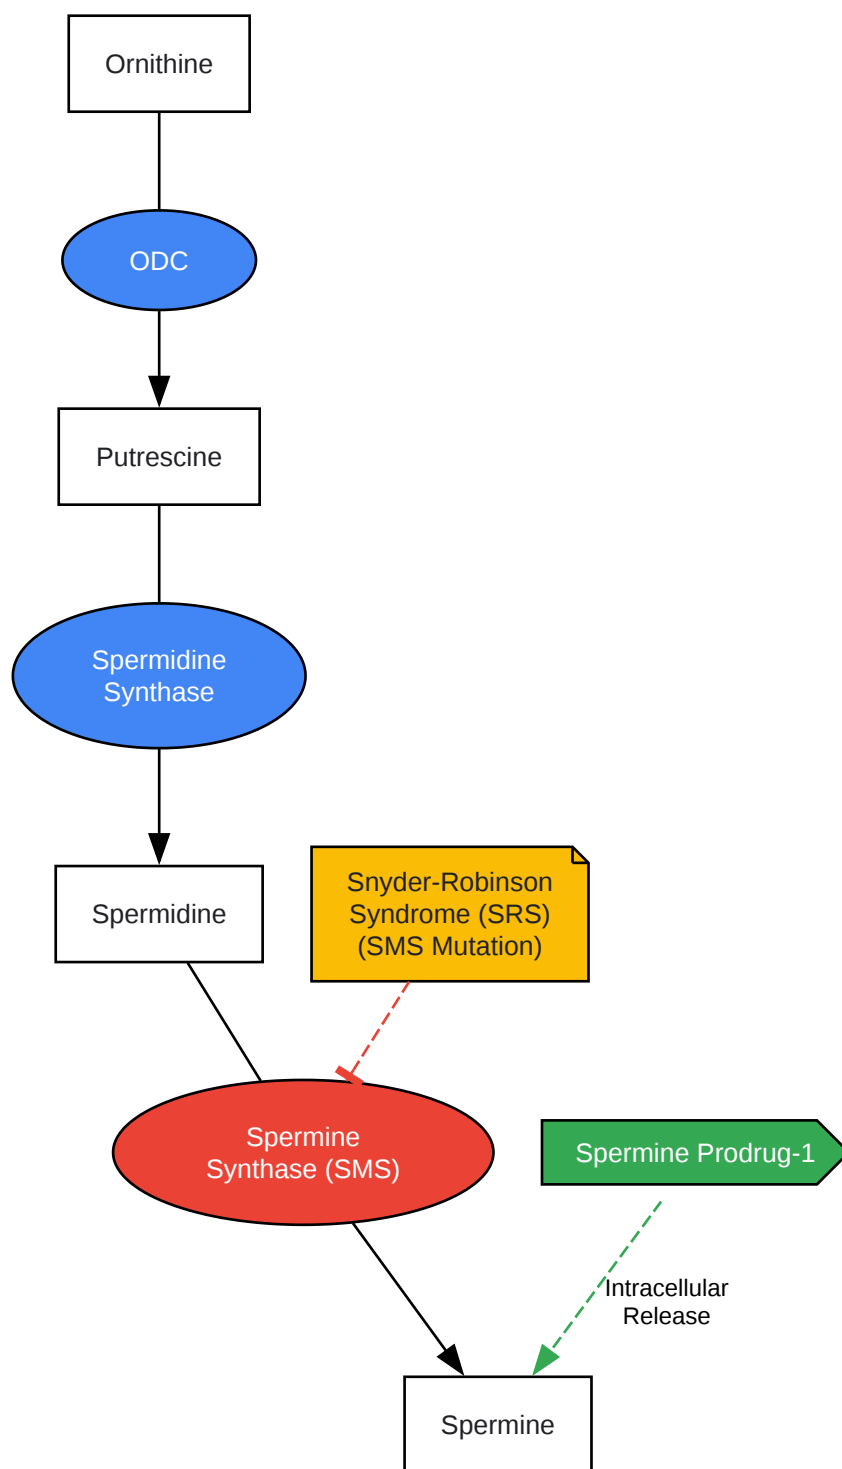 Ornithine
ODC
Putrescine
Spermidine
Synthase
Spermidine
Snyder-Robinson
Syndrome (SRS)
(SMS Mutation)
Spermine
Synthase (SMS)
Spermine Prodrug-1
Intracellular
Release
Spermine